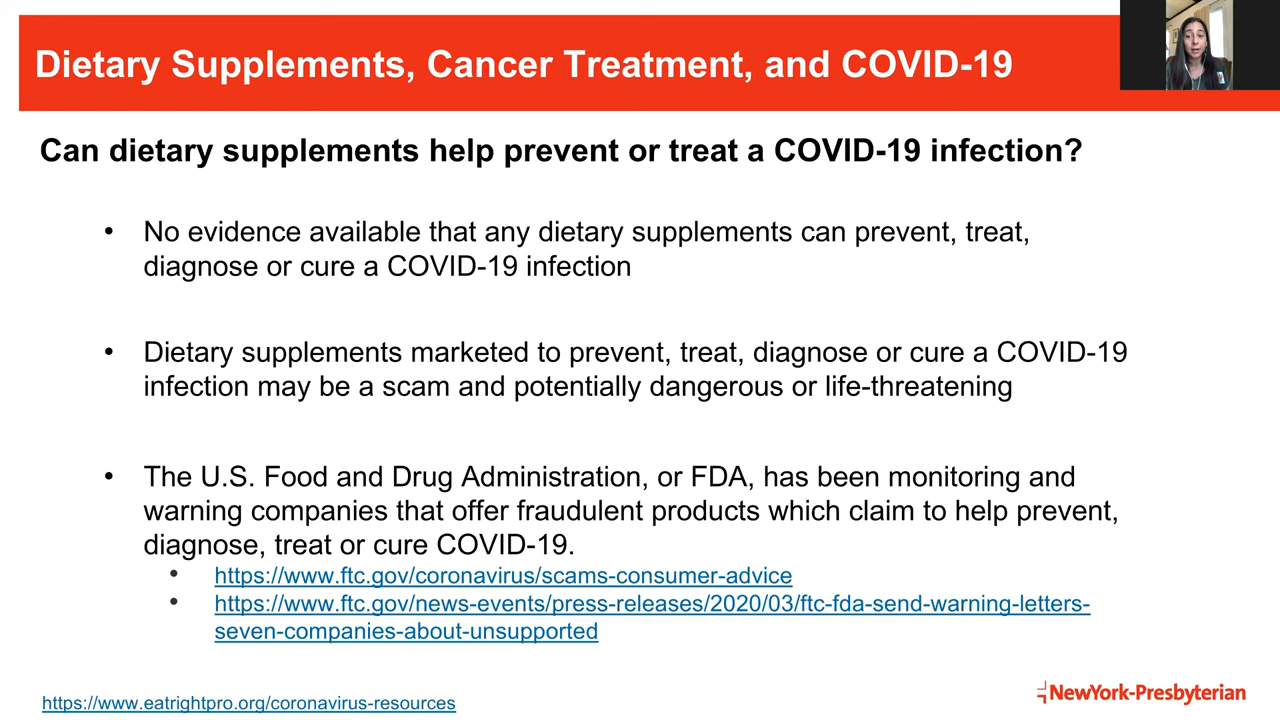 Dietary Supplements, Cancer Treatment, and COVID-19
Can dietary supplements help prevent or treat a COVID-19 infection?
• No evidence available that any dietary supplements can prevent, treat,
diagnose or cure a COVID-19 infection
• Dietary supplements marketed to prevent, treat, diagnose or cure a COVID-19
infection may be a scam and potentially dangerous or life-threatening
• The U.S. Food and Drug Administration, or FDA, has been monitoring and
warning companies that offer fraudulent products which claim to help prevent,
diagnose, treat or cure COVID-19.
• https://www.ftc.gov/coronavirus/scams-consumer-advice
• https://www.ftc.gov/news-events/press-releases/2020/03/ftc-fda-send-warning-letters-
seven-companies-about-unsupported
https://www.eatrightpro.org/coronavirus-resources
NewYork-Presbyterian